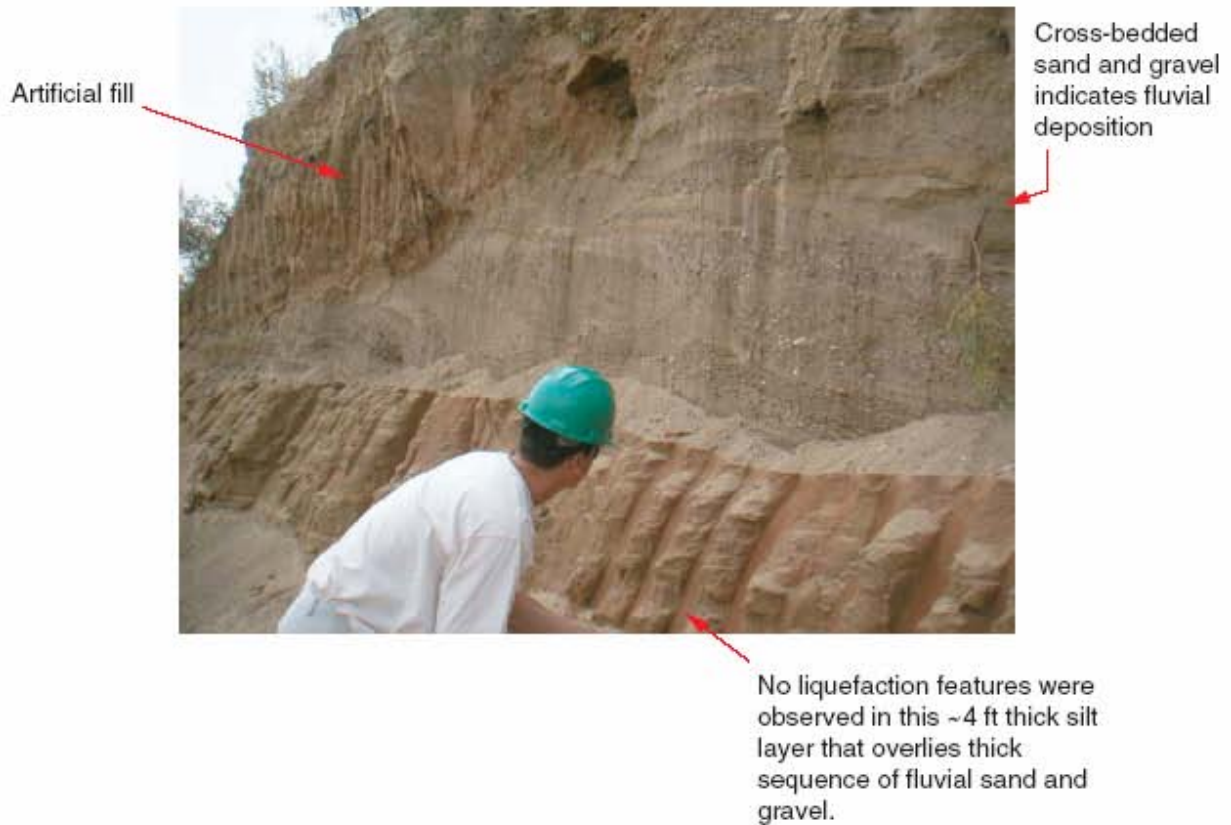 Artificial fill
Cross-bedded
sand and gravel
indicates fluvial
deposition
No liquefaction features were
observed in this ~4 ft thick silt
layer that overlies thick
sequence of fluvial sand and
gravel.